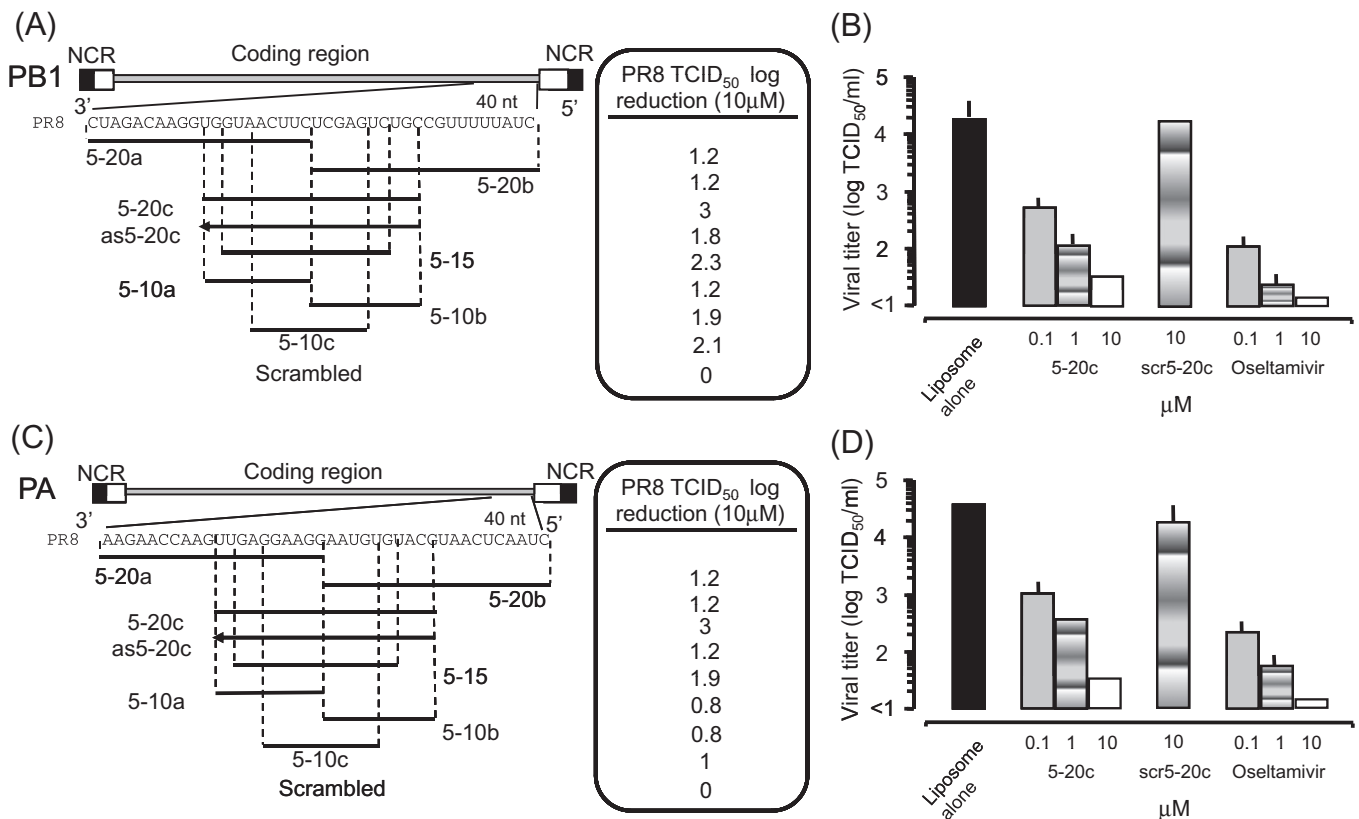 (A)
NCR
Coding region
NCR
PB1
3’
40 nt
5’
PR8
CUAGACAAGGUGGUAACUUCUCGAGUCUGCCGUUUUUAUC
5-20a
5-20b
5-20c
as5-20c
5-15
5-10a
5-10b
5-10c
Scrambled
PR8 TCID50 log
reduction (10μM)
1.2
1.2
3
1.8
2.3
1.2
1.9
2.1
0
(B)
Viral titer (log TCID50/ml)
5
4
3
2
<1
Liposome
alone
0.1 1 10
5-20c
10
scr5-20c
0.1 1 10
Oseltamivir
μM
(C)
NCR
Coding region
NCR
PA
3’
40 nt
5’
PR8
AAGAACCAAGUUGAGGAAGGAAUGUGUACGUAACUCAAUC
5-20a
5-20b
5-20c
as5-20c
5-15
5-10a
5-10b
5-10c
Scrambled
PR8 TCID50 log
reduction (10μM)
1.2
1.2
3
1.2
1.9
0.8
0.8
1
0
(D)
Viral titer (log TCID50/ml)
5
4
3
2
<1
Liposome
alone
0.1 1 10
5-20c
10
scr5-20c
0.1 1 10
Oseltamivir
μM